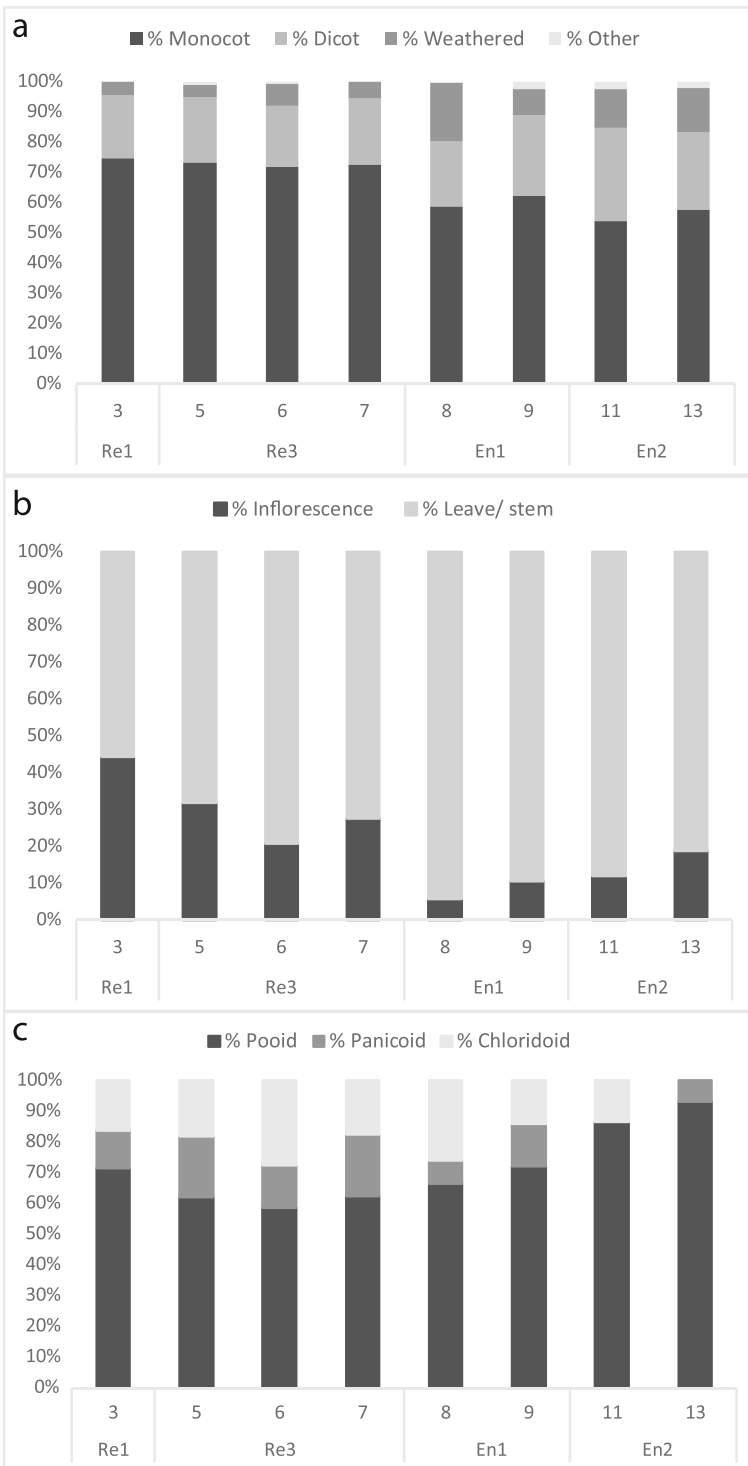 a
% Monocot % Dicot % Weathered % Other
100%
90%
80%
70%
60%
50%
40%
30%
20%
10%
0%
3 5 6 7 8 9 11 13
Re1 Re3 En1 En2
b
% Inflorescence % Leave/ stem
100%
90%
80%
70%
60%
50%
40%
30%
20%
10%
0%
3 5 6 7 8 9 11 13
Re1 Re3 En1 En2
c
% Pooid % Panicoid % Chloridoid
100%
90%
80%
70%
60%
50%
40%
30%
20%
10%
0%
3 5 6 7 8 9 11 13
Re1 Re3 En1 En2